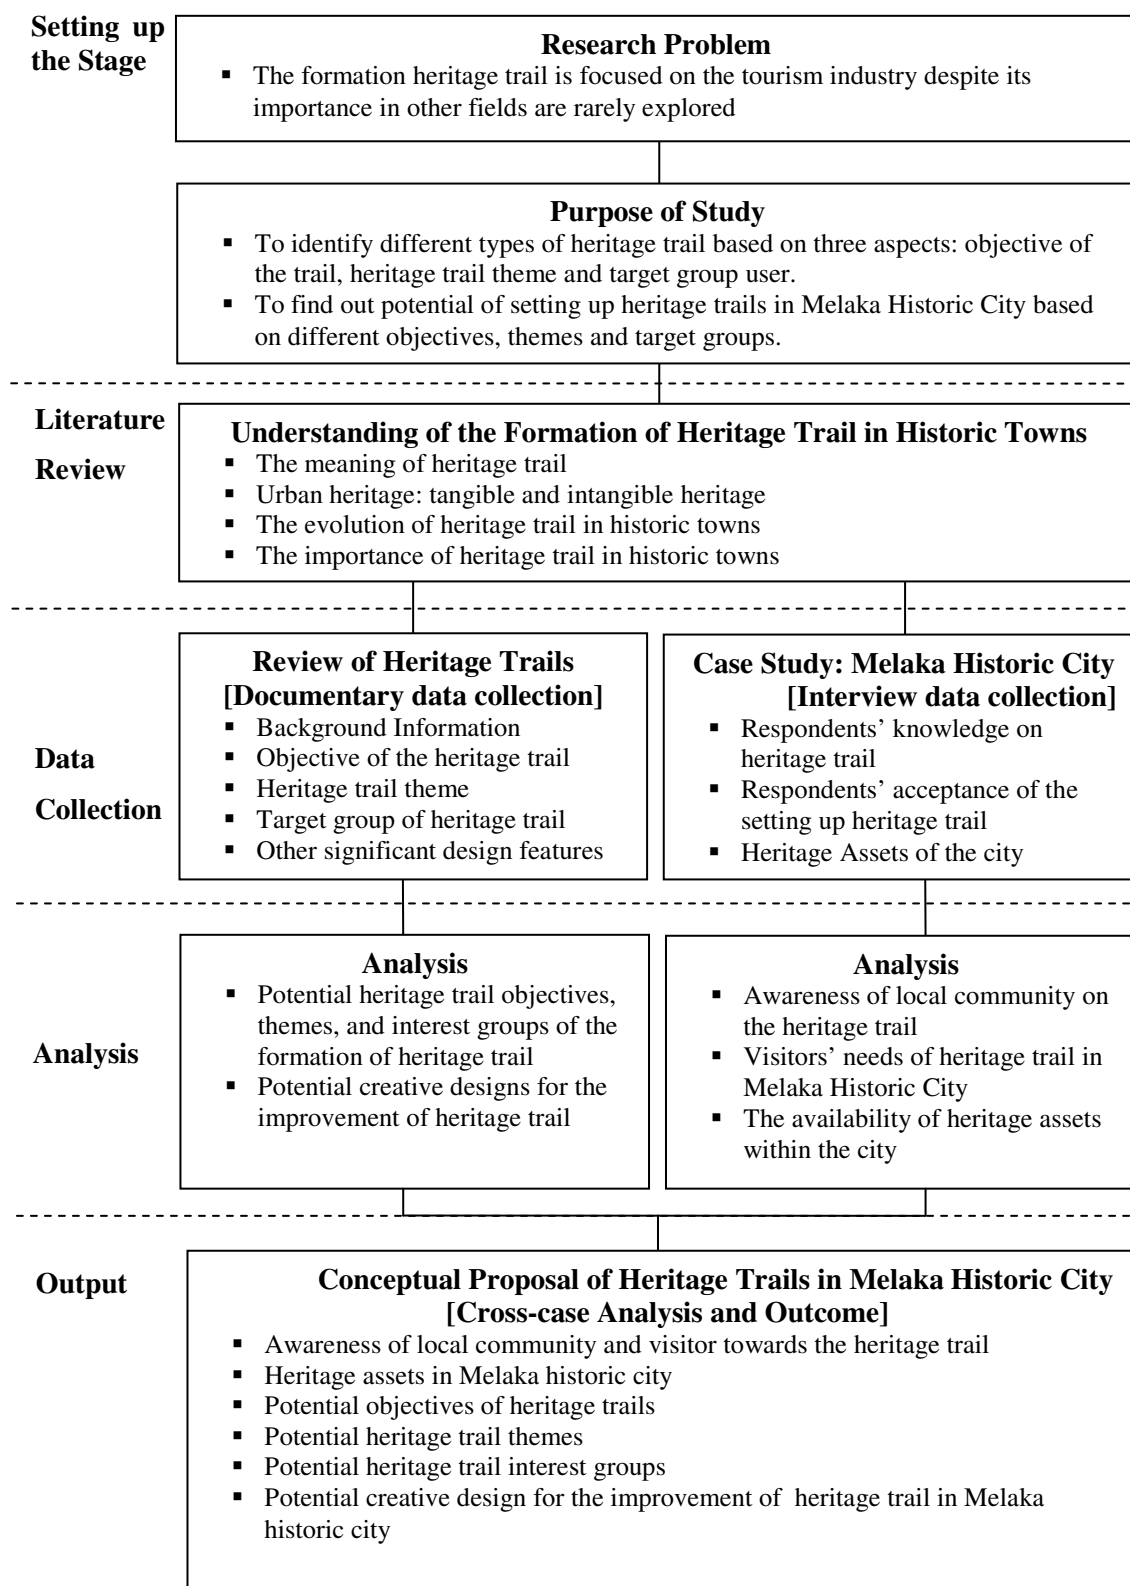 Setting up
the Stage
Research Problem
▪ The formation heritage trail is focused on the tourism industry despite its
importance in other fields are rarely explored
Purpose of Study
▪ To identify different types of heritage trail based on three aspects: objective of
the trail, heritage trail theme and target group user.
▪ To find out potential of setting up heritage trails in Melaka Historic City based
on different objectives, themes and target groups.
Literature
Review
Understanding of the Formation of Heritage Trail in Historic Towns
▪ The meaning of heritage trail
▪ Urban heritage: tangible and intangible heritage
▪ The evolution of heritage trail in historic towns
▪ The importance of heritage trail in historic towns
Data
Collection
Review of Heritage Trails
[Documentary data collection]
▪ Background Information
▪ Objective of the heritage trail
▪ Heritage trail theme
▪ Target group of heritage trail
▪ Other significant design features
Case Study: Melaka Historic City
[Interview data collection]
▪ Respondents’ knowledge on
heritage trail
▪ Respondents’ acceptance of the
setting up heritage trail
▪ Heritage Assets of the city
Analysis
Analysis
▪ Potential heritage trail objectives,
themes, and interest groups of the
formation of heritage trail
▪ Potential creative designs for the
improvement of heritage trail
Analysis
▪ Awareness of local community on
the heritage trail
▪ Visitors’ needs of heritage trail in
Melaka Historic City
▪ The availability of heritage assets
within the city
Output
Conceptual Proposal of Heritage Trails in Melaka Historic City
[Cross-case Analysis and Outcome]
▪ Awareness of local community and visitor towards the heritage trail
▪ Heritage assets in Melaka historic city
▪ Potential objectives of heritage trails
▪ Potential heritage trail themes
▪ Potential heritage trail interest groups
▪ Potential creative design for the improvement of heritage trail in Melaka
historic city